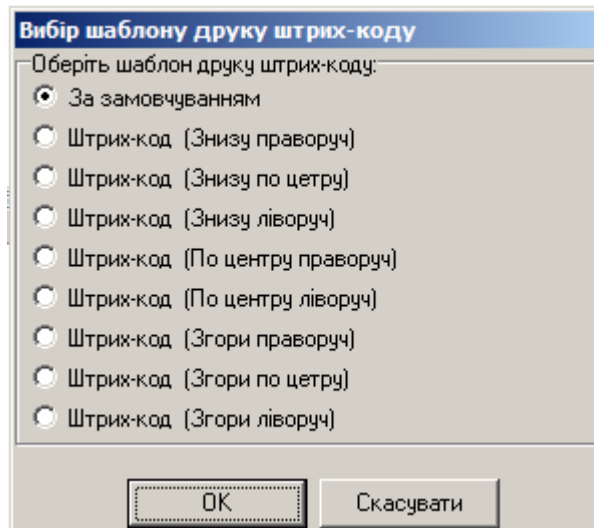 Вибір шаблону друку штрих-коду
Оберіть шаблон друку штрих-коду:
За замовчуванням
Штрих-код (Знизу праворуч)
Штрих-код (Знизу по цетру)
Штрих-код (Знизу ліворуч)
Штрих-код (По центру праворуч)
Штрих-код (По центру ліворуч)
Штрих-код (Згори праворуч)
Штрих-код (Згори по цетру)
Штрих-код (Згори ліворуч)
ОК Скасувати